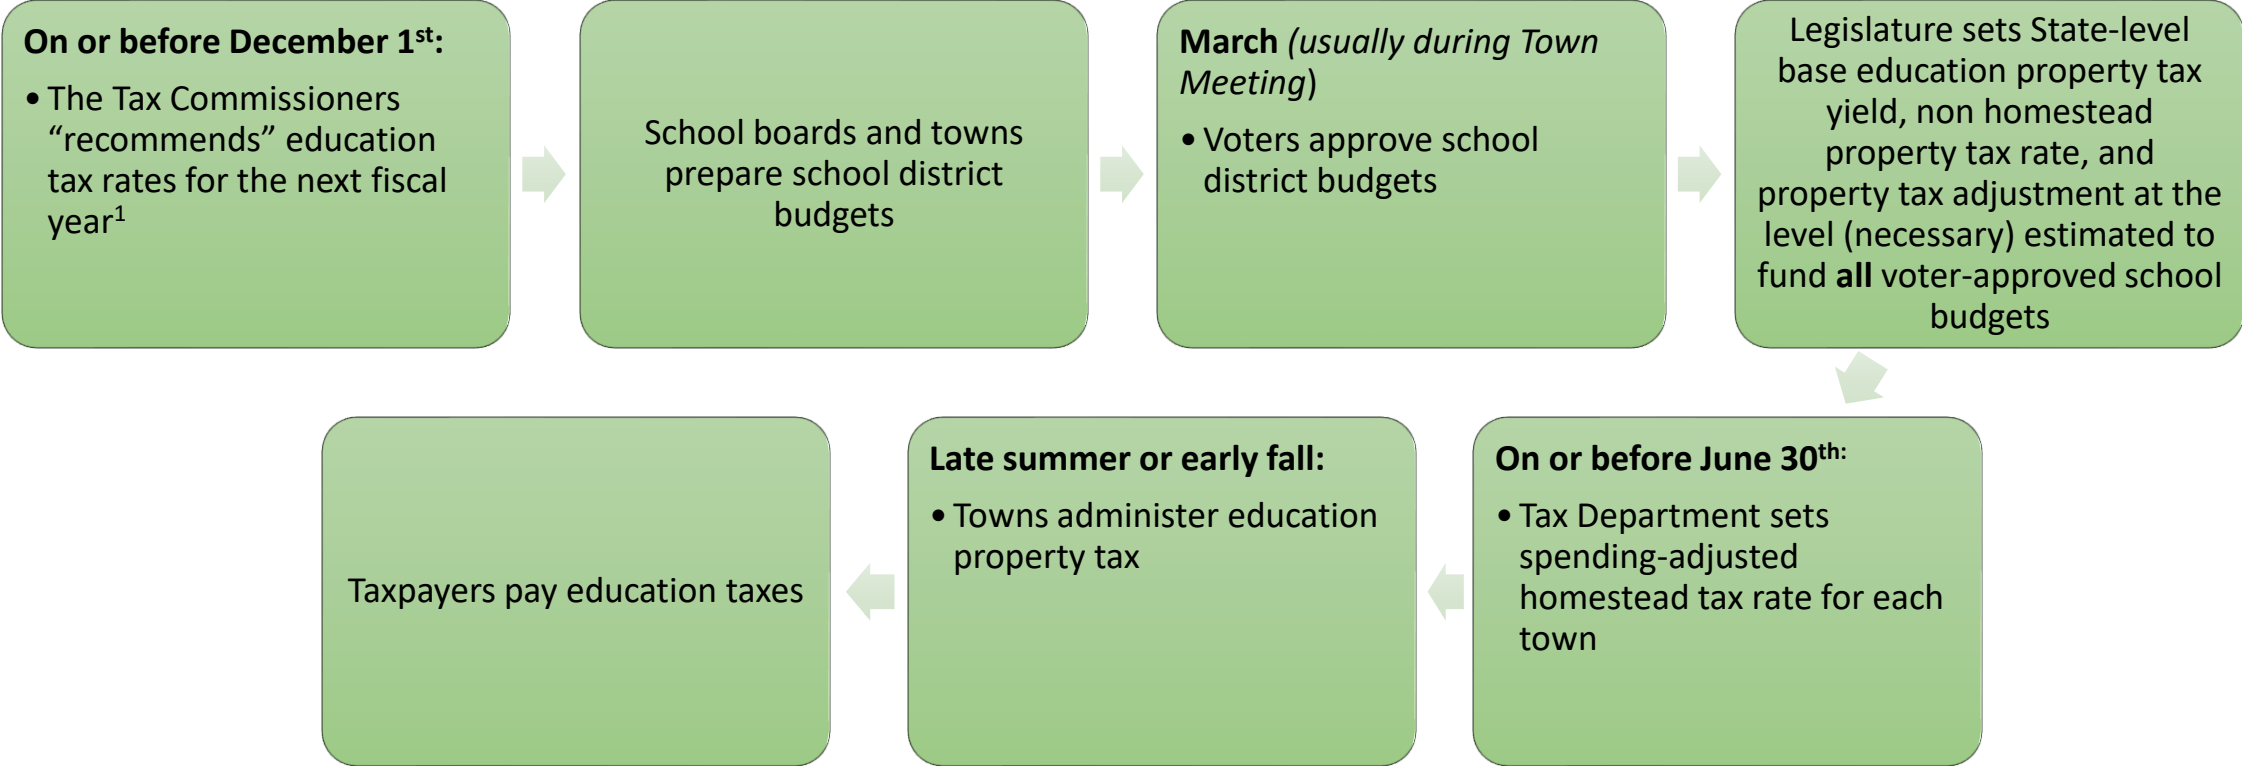 On or before December 1st:
• The Tax Commissioners
“recommends” education
tax rates for the next fiscal
year1
School boards and towns
prepare school district
budgets
March (usually during Town
Meeting)
• Voters approve school
district budgets
Legislature sets State-level
base education property tax
yield, non homestead
property tax rate, and
property tax adjustment at the
level (necessary) estimated to
fund all voter-approved school
budgets
On or before June 30th:
• Tax Department sets
spending-adjusted
homestead tax rate for each
town
Late summer or early fall:
• Towns administer education
property tax
Taxpayers pay education taxes